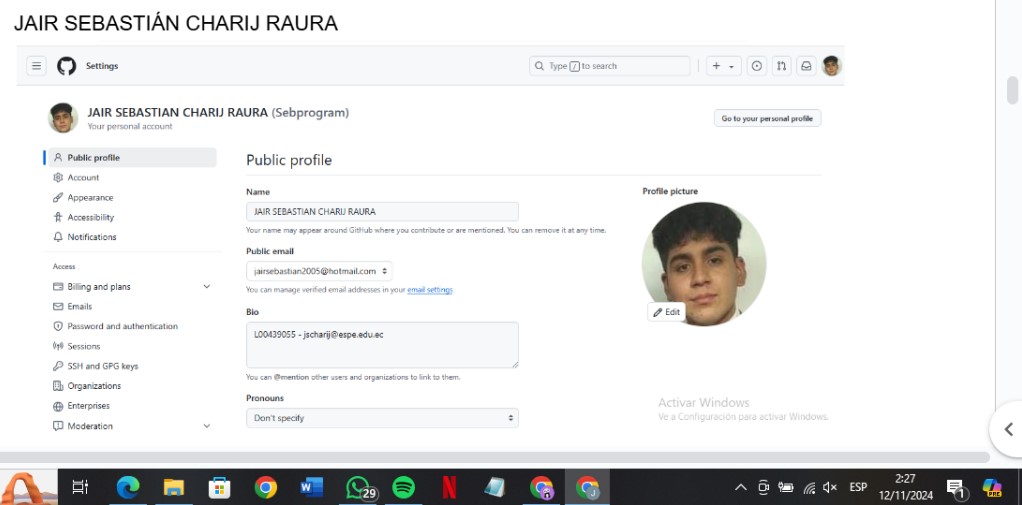 JAIR SEBASTIÁN CHARIJ RAURA
Settings
Type / to search
JAIR SEBASTIAN CHARIJ RAURA (Sebprogram)
Your personal account
Go to your personal profile
Public profile
Account
Appearance
Accessibility
Notifications
Access
Billing and plans
Emails
Password and authentication
Sessions
SSH and GPG keys
Organizations
Enterprises
Moderation
Public profile
Name
JAIR SEBASTIAN CHARIJ RAURA
Your name may appear around GitHub where you contribute or are mentioned. You can remove it at any time.
Public email
jairsebastian2005@hotmail.com
You can manage verified email addresses in your email settings
Bio
L00439055 - jscharij@espe.edu.ec
You can @mention other users and organizations to link to them.
Pronouns
Don't specify
Profile picture
Edit
Activar Windows
Ve a Configuración para activar Windows.
29
J
ESP
2:27
12/11/2024
1
PRE